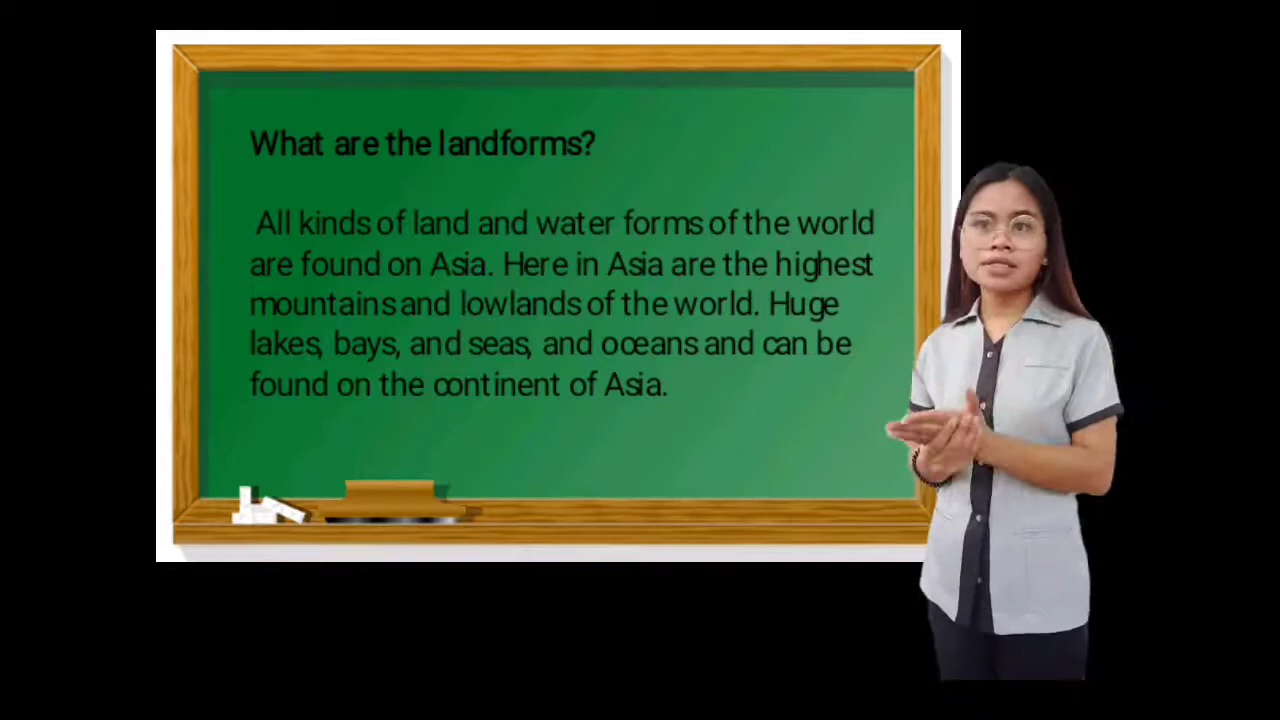 What are the landforms?
All kinds of land and water forms of the world
are found on Asia. Here in Asia are the highest
mountains and lowlands of the world. Huge
lakes, bays, and seas, and oceans and can be
found on the continent of Asia.